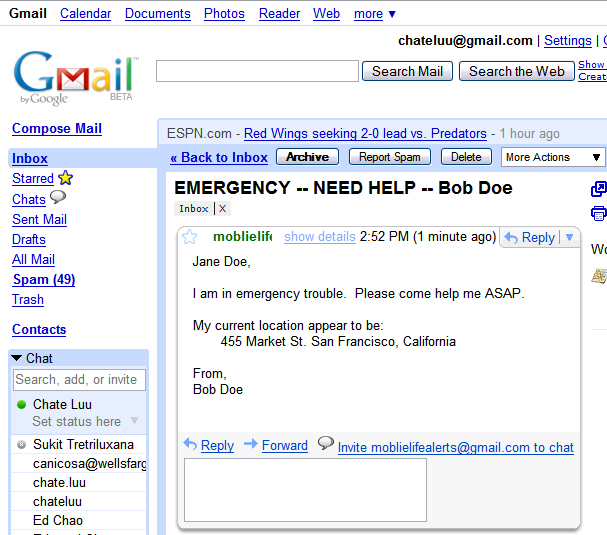 Gmail Calendar Documents Photos Reader Web more ▼
chateluu@gmail.com | Settings |
Gmail™
by Google BETA
Search Mail Search the Web
Show
Create
Compose Mail
Inbox
Starred
Chats
Sent Mail
Drafts
All Mail
Spam (49)
Trash
Contacts
Chat
Search, add, or invite
Chate Luu
Set status here
Sukit Tretriluxana
canicosa@wellsfarg
chate.luu
chateluu
Ed Chao
ESPN.com - Red Wings seeking 2-0 lead vs. Predators - 1 hour ago
« Back to Inbox Archive Report Spam Delete More Actions
EMERGENCY -- NEED HELP -- Bob Doe
Inbox | X
moblielife show details 2:52 PM (1 minute ago) Reply
Jane Doe,
I am in emergency trouble. Please come help me ASAP.
My current location appear to be:
455 Market St. San Francisco, California
From,
Bob Doe
Reply Forward Invite moblielifealerts@gmail.com to chat
Wo